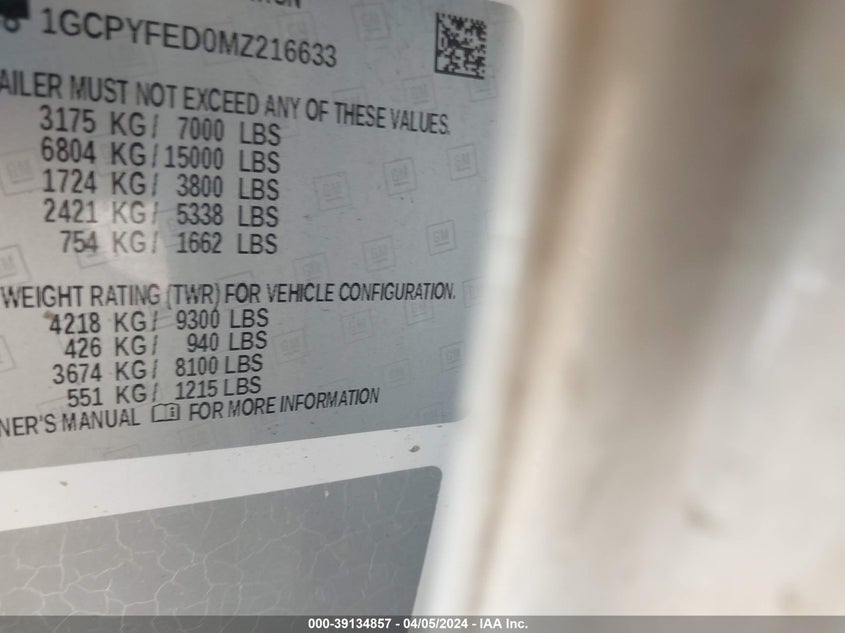 1GCPYFED0MZ216633
AILER MUST NOT EXCEED ANY OF THESE VALUES.
3175 KG/ 7000 LBS
6804 KG/15000 LBS
1724 KG/ 3800 LBS
2421 KG/ 5338 LBS
754 KG/ 1662 LBS
WEIGHT RATING (TWR) FOR VEHICLE CONFIGURATION.
4218 KG/ 9300 LBS
426 KG/ 940 LBS
3674 KG/ 8100 LBS
551 KG/ 1215 LBS
NER'S MANUAL FOR MORE INFORMATION
000-39134857 - 04/05/2024 - IAA Inc.